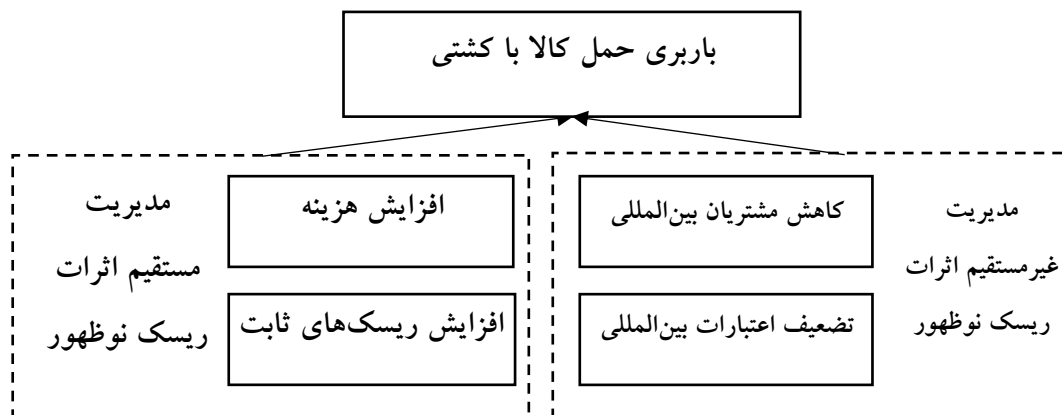 باربری حمل کالا با کشتی
مدیریت
غیرمستقیم اثرات
ریسک نوظهور
کاهش مشتریان بین‌المللی
تضعیف اعتبارات بین‌المللی
افزایش هزینه
افزایش ریسک‌های ثابت
مدیریت
مستقیم اثرات
ریسک نوظهور